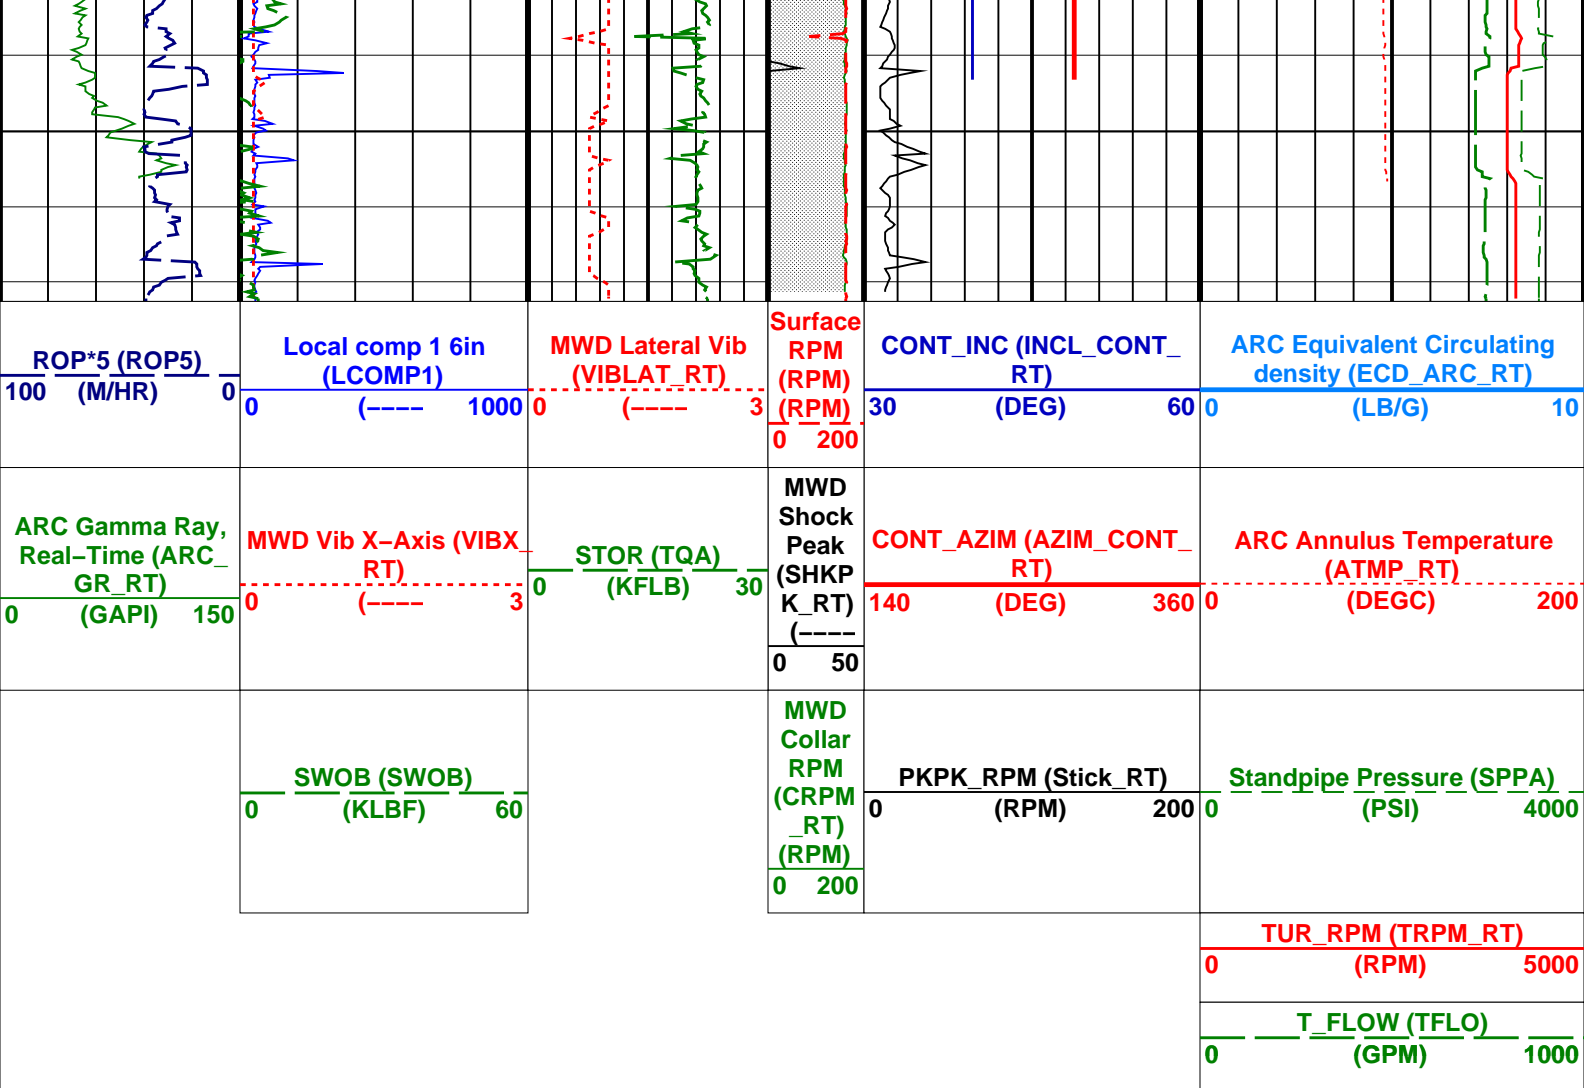 ROP*5 (ROP5)
100 (M/HR) 0
Local comp 1 6in
(LCOMP1)
0 (–––– 1000
MWD Lateral Vib
(VIBLAT_RT)
0 (–––– 3
Surface
RPM
(RPM)
(RPM)
0 200
CONT_INC (INCL_CONT_
RT)
30 (DEG) 60
ARC Equivalent Circulating
density (ECD_ARC_RT)
0 (LB/G) 10
ARC Gamma Ray,
Real–Time (ARC_
GR_RT)
0 (GAPI) 150
MWD Vib X–Axis (VIBX_
RT)
0 (–––– 3
STOR (TQA)
0 (KFLB) 30
MWD
Shock
Peak
(SHKP
K_RT)
(––––
0 50
CONT_AZIM (AZIM_CONT_
RT)
140 (DEG) 360
ARC Annulus Temperature
(ATMP_RT)
0 (DEGC) 200
SWOB (SWOB)
0 (KLBF) 60
MWD
Collar
RPM
(CRPM
_RT)
(RPM)
0 200
PKPK_RPM (Stick_RT)
0 (RPM) 200
Standpipe Pressure (SPPA)
0 (PSI) 4000
TUR_RPM (TRPM_RT)
0 (RPM) 5000
T_FLOW (TFLO)
0 (GPM) 1000